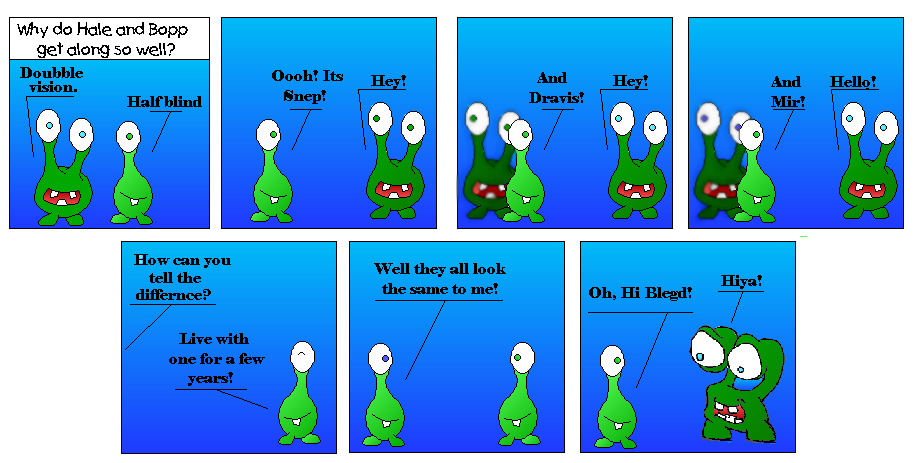 Why do Hale and Bopp
get along so well?
Doubble
vision.
Half blind
Oooh! Its
Snep!
Hey!
And
Dravis!
Hey!
And
Mir!
Hello!
How can you
tell the
differnce?
Live with
one for a few
years!
Well they all look
the same to me!
Oh, Hi Blegd!
Hiya!